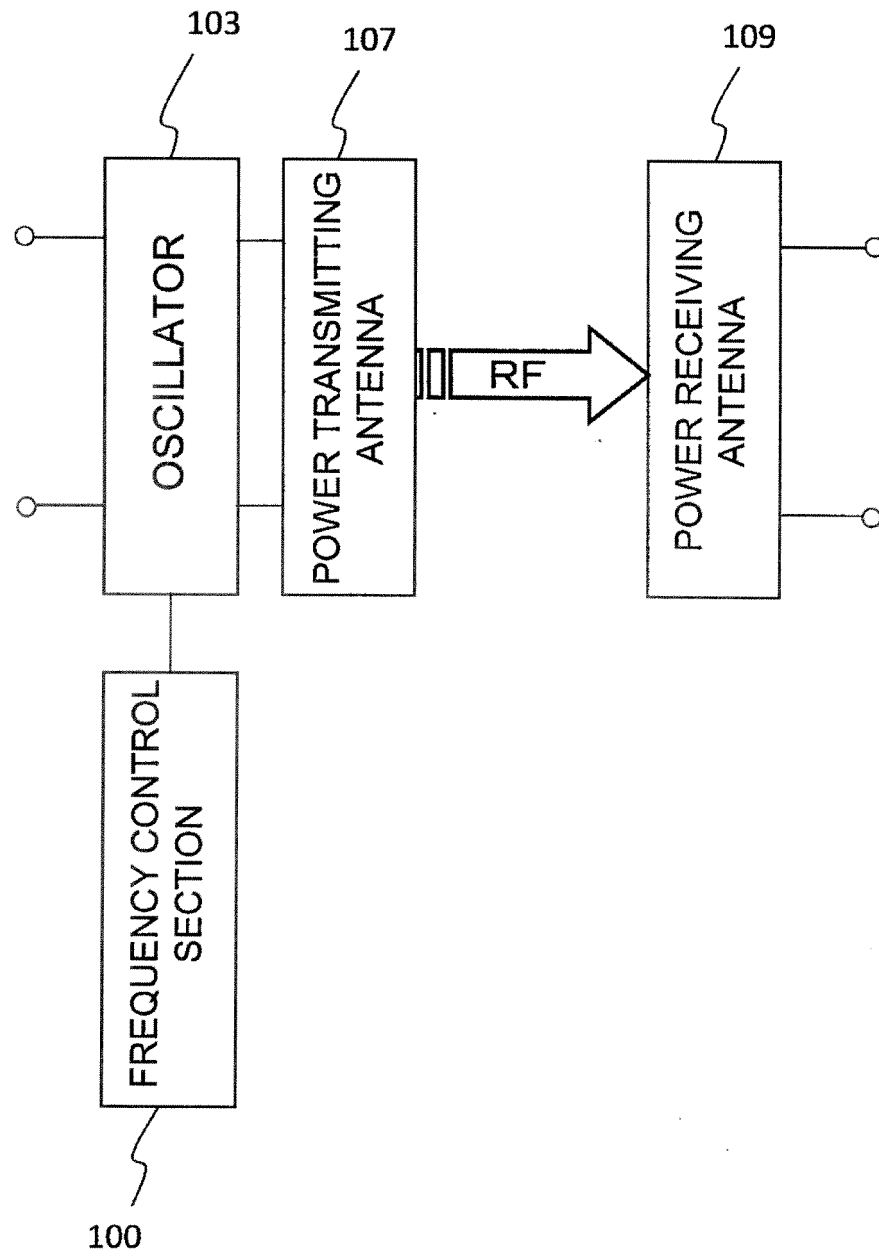 103
107
109
OSCILLATOR
POWER TRANSMITTING
ANTENNA
RF
POWER RECEIVING
ANTENNA
FREQUENCY CONTROL
SECTION
100